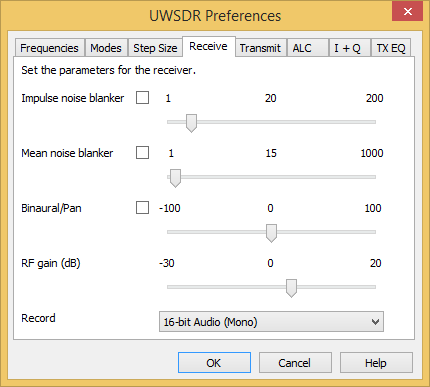 UWSDR Preferences
Frequencies Modes Step Size Receive Transmit ALC I + Q TX EQ
Set the parameters for the receiver.
Impulse noise blanker 1 20 200
Mean noise blanker 1 15 1000
Binaural/Pan -100 0 100
RF gain (dB) -30 0 20
Record 16-bit Audio (Mono)
OK Cancel Help